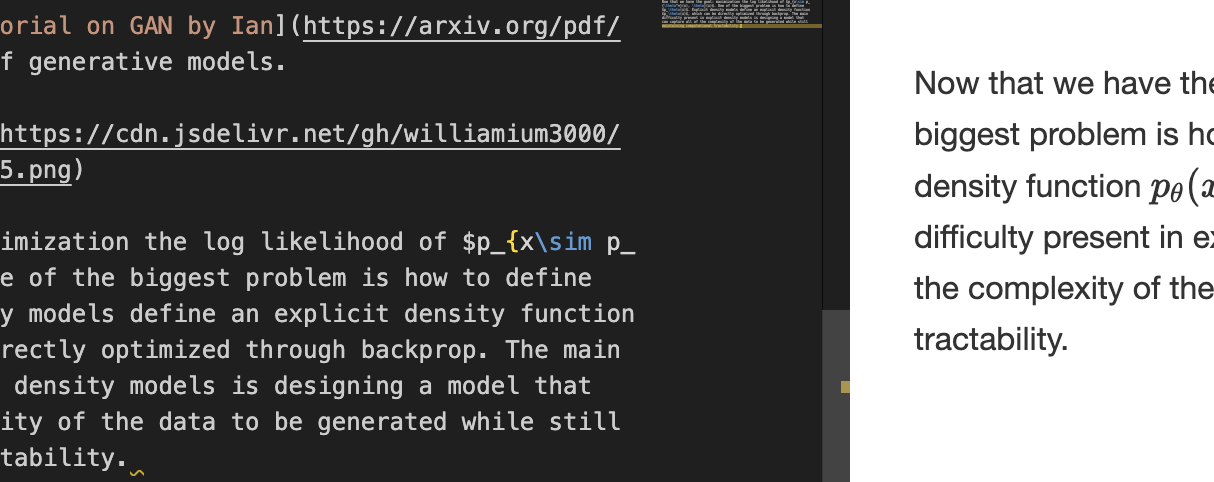 orial on GAN by Ian](https://arxiv.org/pdf/
f generative models.
https://cdn.jsdelivr.net/gh/williamium3000/
5.png)
imization the log likelihood of $p_{x\sim p_
e of the biggest problem is how to define
y models define an explicit density function
rectly optimized through backprop. The main
density models is designing a model that
ity of the data to be generated while still
tability.
Now that we have the
biggest problem is ho
density function pθ(x
difficulty present in ex
the complexity of the
tractability.